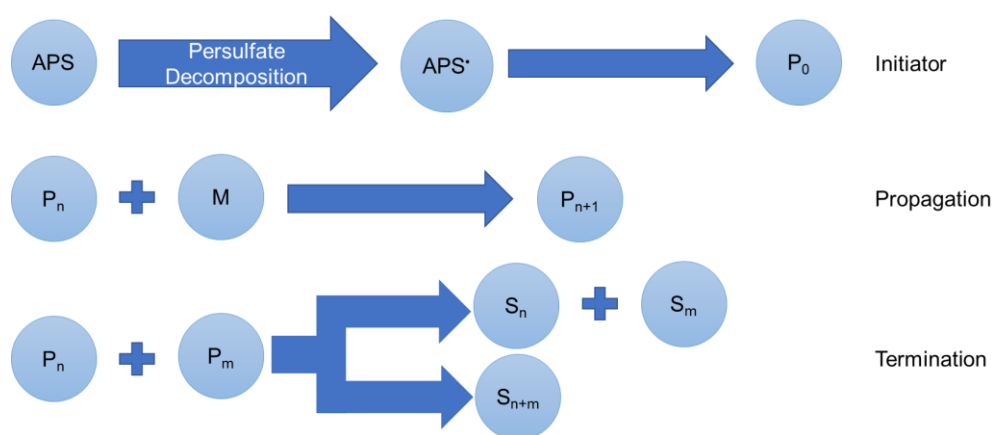 APS
Persulfate
Decomposition
APS•
P₀
Initiator
Pₙ
M
Pₙ₊₁
Propagation
Pₙ
Pₘ
Sₙ
Sₘ
Sₙ₊ₘ
Termination